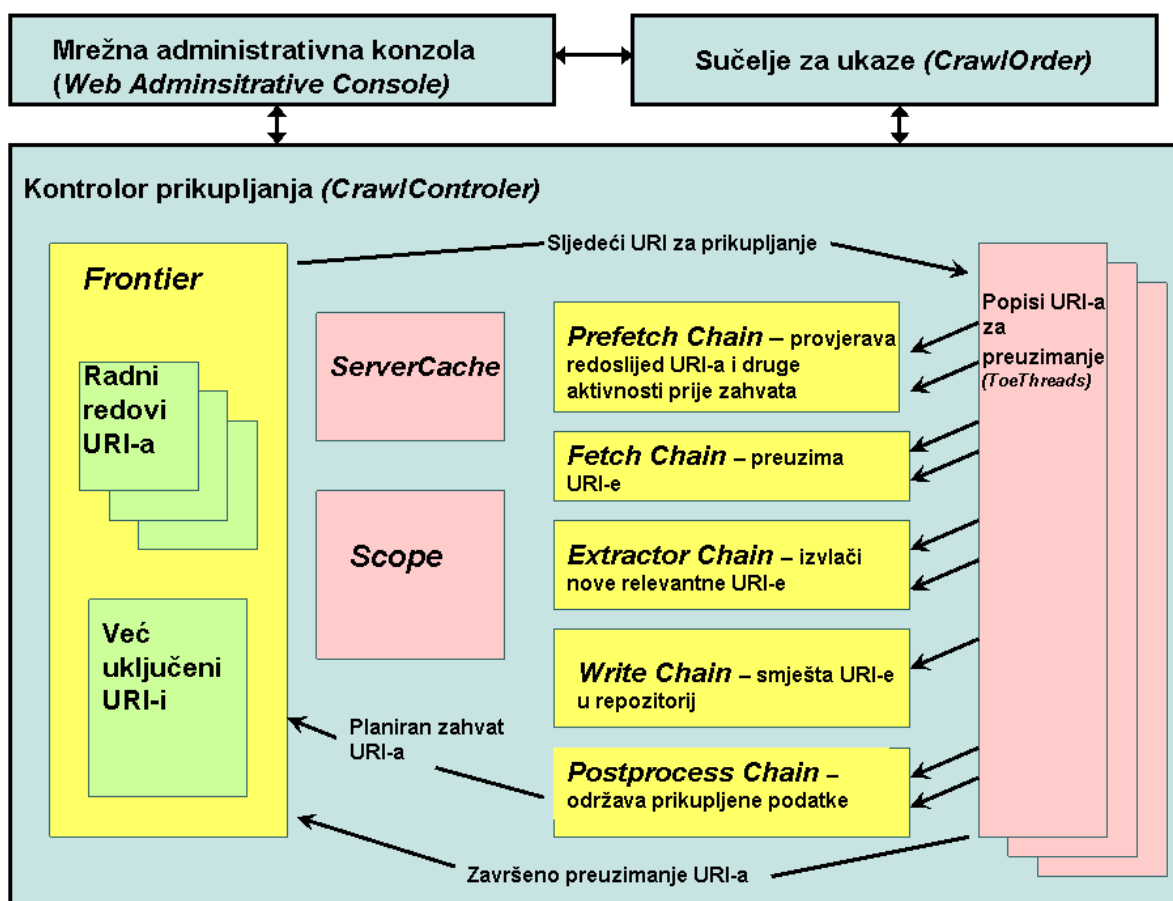 Mrežna administrativna konzola
(Web Adminsitrative Console)
Sučelje za ukaze (CrawlOrder)
Kontrolor prikupljanja (CrawlControler)
Sljedeći URI za prikupljanje
Frontier
Radni
redovi
URI-a
Već
uključeni
URI-i
ServerCache
Scope
Prefetch Chain – provjerava
redoslijed URI-a i druge
aktivnosti prije zahvata
Fetch Chain – preuzima
URI-e
Extractor Chain – izvlači
nove relevantne URI-e
Write Chain – smješta URI-e
u repozitorij
Postprocess Chain –
održava prikupljene podatke
Popisi URI-a
za
preuzimanje
(ToeThreads)
Planiran zahvat
URI-a
Završeno preuzimanje URI-a